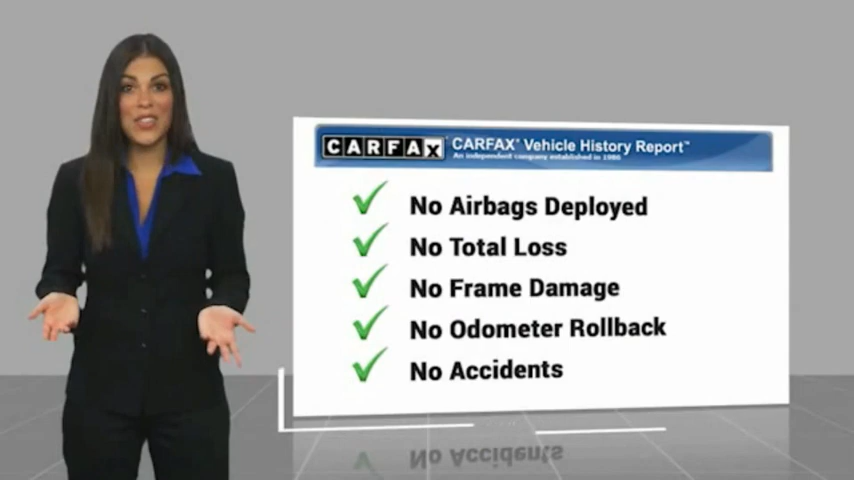 CARFAX CARFAX® Vehicle History Report™
An independent company established in 1986
No Airbags Deployed
No Total Loss
No Frame Damage
No Odometer Rollback
No Accidents
No Accidents